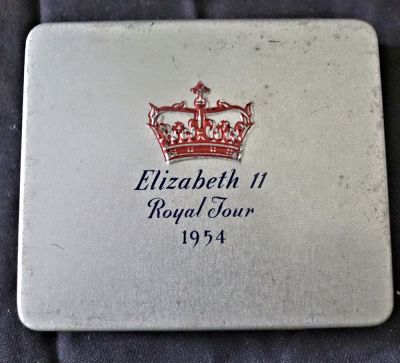 Elizabeth 11
Royal Tour
1954